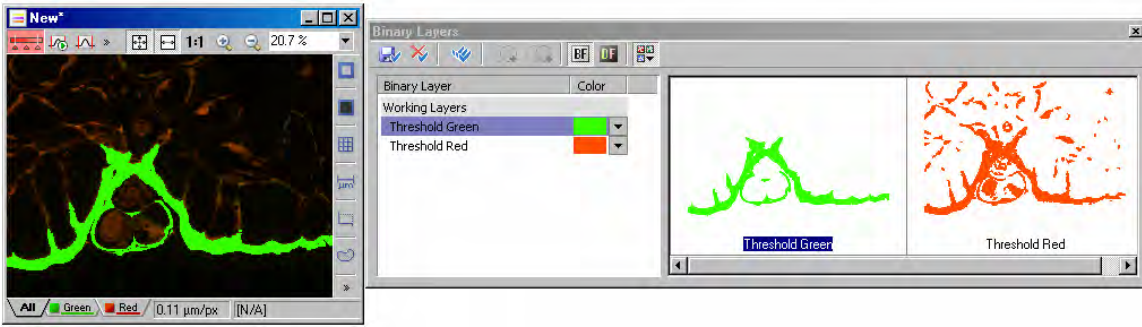 New*
1:1 20.7 %
µm
»
All Green Red 0.11 µm/px [N/A]
Binary Layers
BF DF
Binary Layer Color
Working Layers
Threshold Green
Threshold Red
Threshold Green Threshold Red